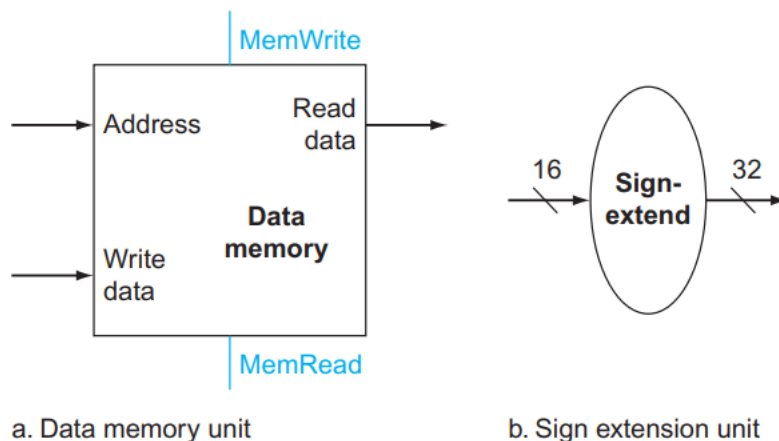 MemWrite
Address
Read
data
Data
memory
Write
data
MemRead
a. Data memory unit
16
Sign-
extend
32
b. Sign extension unit